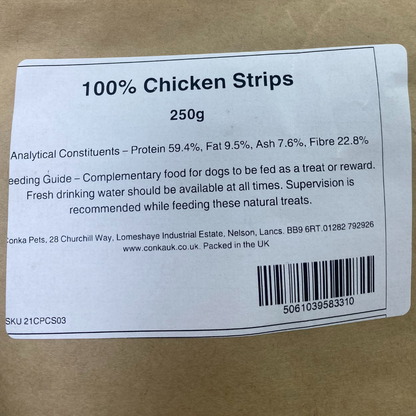 100% Chicken Strips
250g
Analytical Constituents – Protein 59.4%, Fat 9.5%, Ash 7.6%, Fibre 22.8%
eeding Guide – Complementary food for dogs to be fed as a treat or reward.
Fresh drinking water should be available at all times. Supervision is
recommended while feeding these natural treats.
Conka Pets, 28 Churchill Way, Lomeshaye Industrial Estate, Nelson, Lancs. BB9 6RT. 01282 792926
www.conkauk.co.uk. Packed in the UK
5061039583310
SKU 21CPCS03